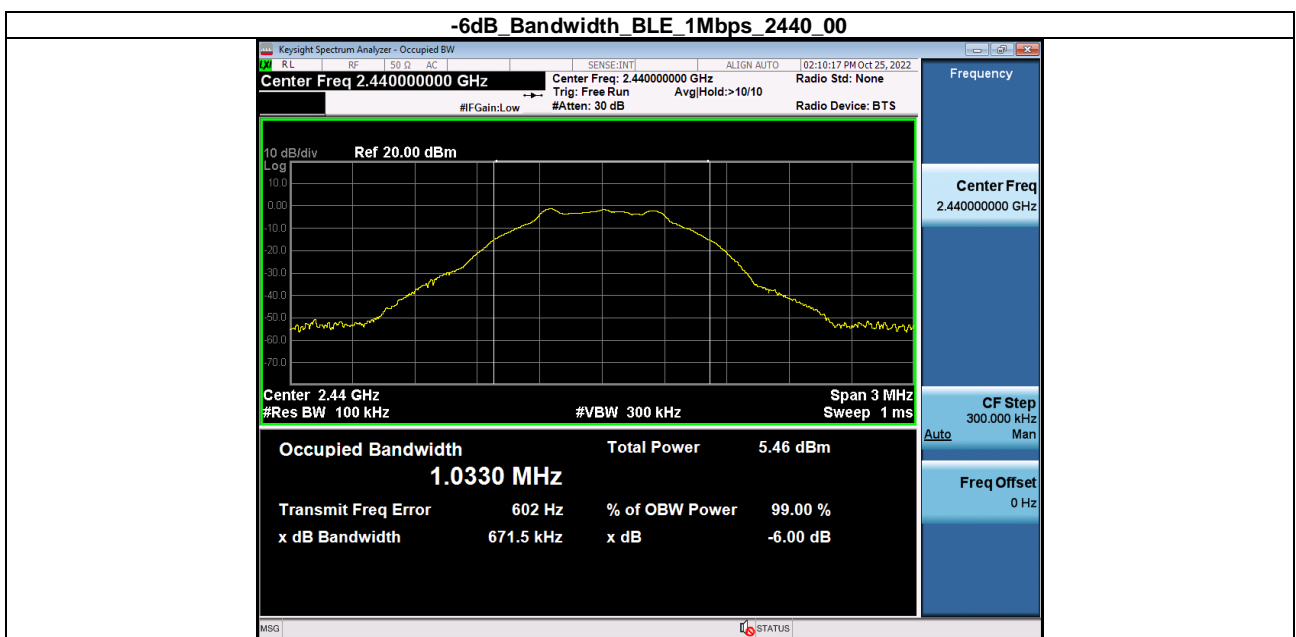 -6dB_Bandwidth_BLE_1Mbps_2440_00
Keysight Spectrum Analyzer - Occupied BW
LXI RL RF 50 Ω AC SENSE:INT ALIGN AUTO 02:10:17 PM Oct 25, 2022
Center Freq 2.440000000 GHz
Center Freq: 2.440000000 GHz Radio Std: None
Trig: Free Run Avg|Hold:>10/10
#IFGain:Low #Atten: 30 dB Radio Device: BTS
10 dB/div Ref 20.00 dBm
Log
10.0
0.00
-10.0
-20.0
-30.0
-40.0
-50.0
-60.0
-70.0
Center 2.44 GHz Span 3 MHz
#Res BW 100 kHz #VBW 300 kHz Sweep 1 ms
Occupied Bandwidth Total Power 5.46 dBm
1.0330 MHz
Transmit Freq Error 602 Hz % of OBW Power 99.00 %
x dB Bandwidth 671.5 kHz x dB -6.00 dB
MSG STATUS
Frequency
Center Freq
2.440000000 GHz
CF Step
300.000 kHz
Auto Man
Freq Offset
0 Hz